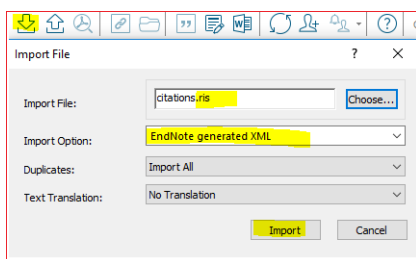 Import File
? X
Import File:
citations.ris
Choose...
Import Option:
EndNote generated XML
Duplicates:
Import All
Text Translation:
No Translation
Import
Cancel